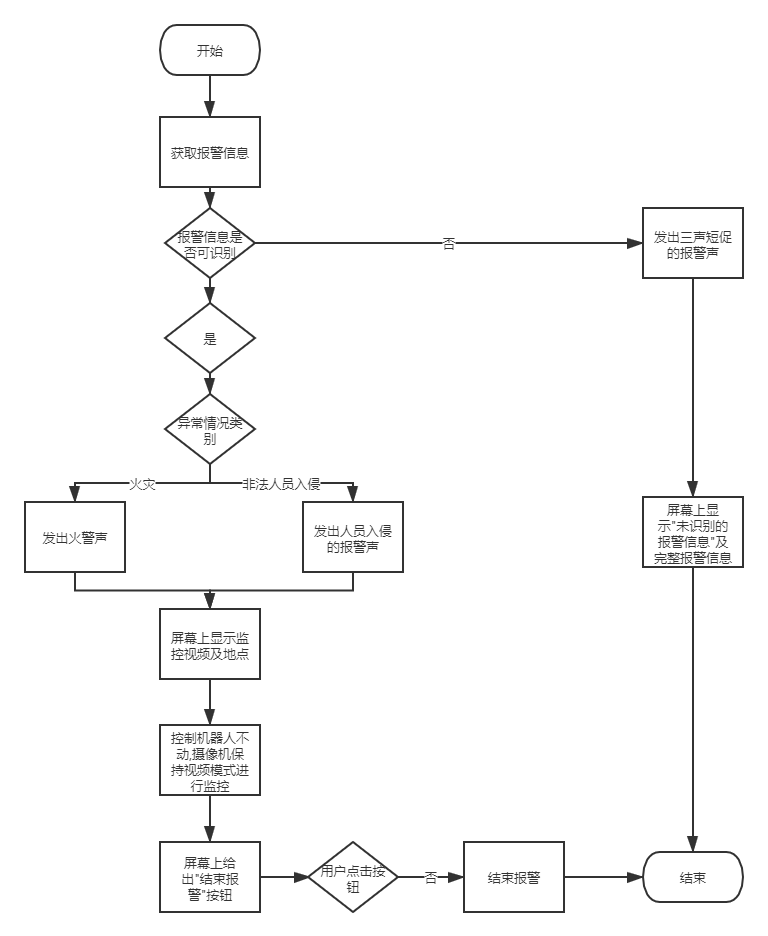 开始
获取报警信息
报警信息是
否可识别
否
发出三声短促
的报警声
是
异常情况类
别
火灾
非法人员入侵
发出火警声
发出人员入侵
的报警声
屏幕上显
示"未识别的
报警信息"及
完整报警信息
屏幕上显示监
控视频及地点
控制机器人不
动,摄像机保
持视频模式进
行监控
屏幕上给
出"结束报
警"按钮
用户点击按
钮
否
结束报警
结束